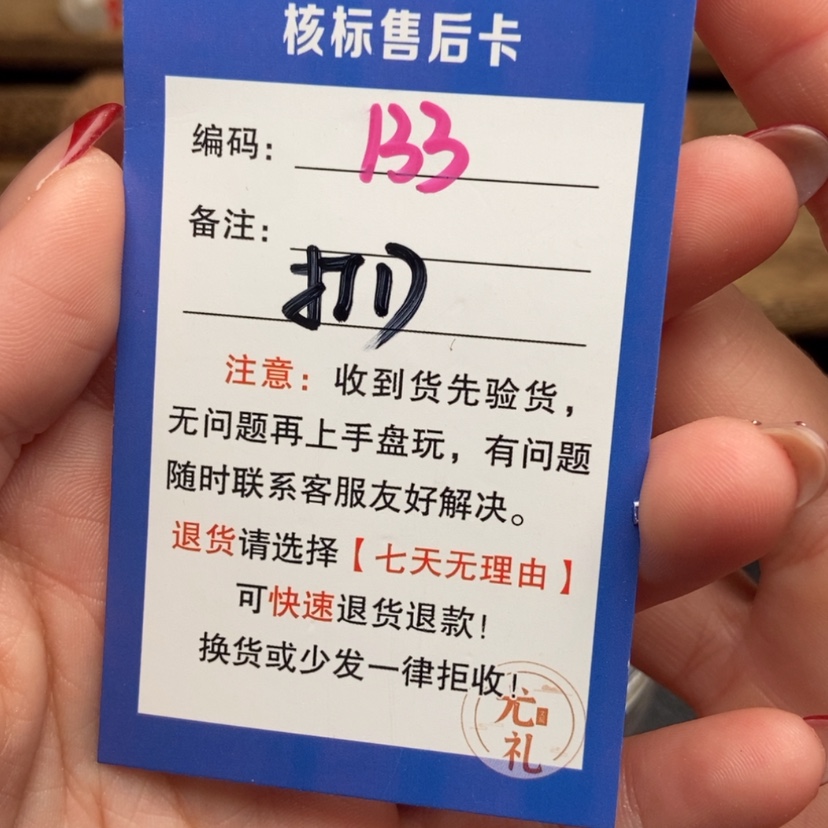 核标售后卡
编码：133
备注：
注意：收到货先验货，
无问题再上手盘玩，有问题
随时联系客服友好解决。
退货请选择【七天无理由】
可快速退货退款！
换货或少发一律拒收！
礼